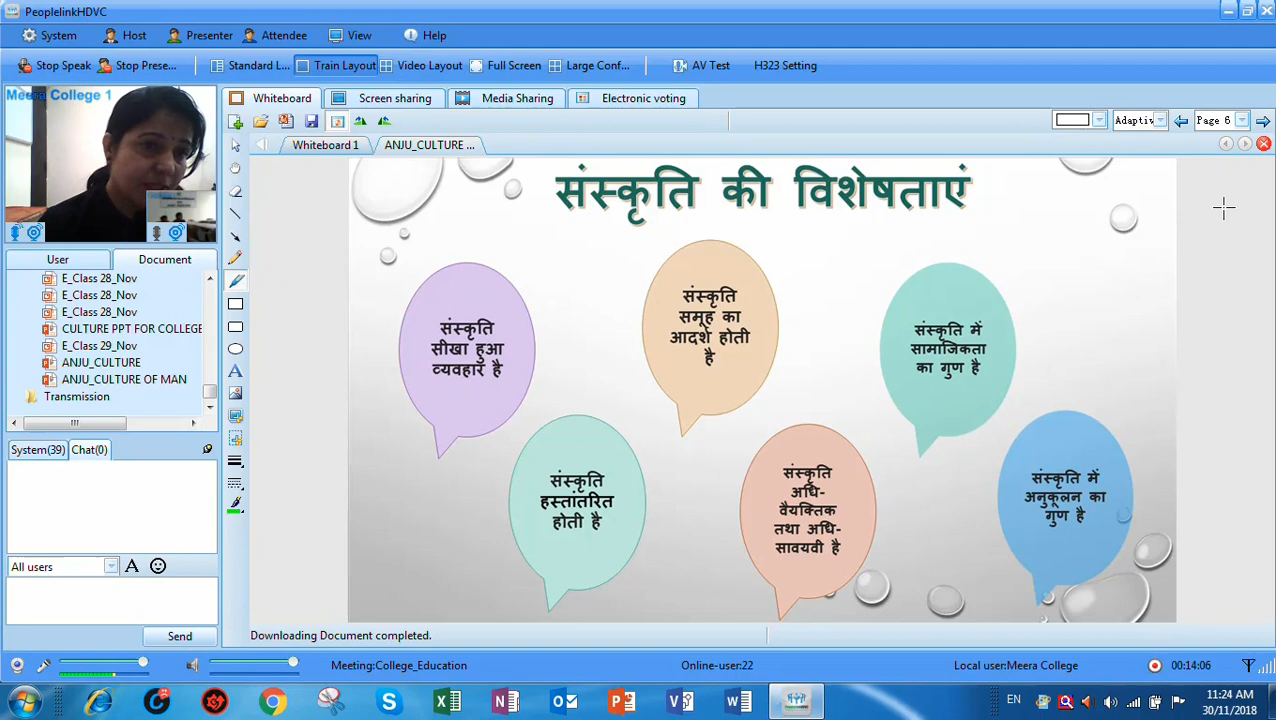 PeoplelinkHDVC
System Host Presenter Attendee View Help
Stop Speak Stop Prese... Standard L... Train Layout Video Layout Full Screen Large Conf... AV Test H323 Setting
Meera College 1
Whiteboard Screen sharing Media Sharing Electronic voting
Adaptiv Page 6
Whiteboard 1 ANJU_CULTURE ...
User Document
E_Class 28_Nov
E_Class 28_Nov
E_Class 28_Nov
CULTURE PPT FOR COLLEGE
E_Class 29_Nov
ANJU_CULTURE
ANJU_CULTURE OF MAN
Transmission
System(39) Chat(0)
All users
Send
संस्कृति की विशेषताएं
संस्कृति
सीखा हुआ
व्यवहार है
संस्कृति
हस्तांतरित
होती है
संस्कृति
समूह का
आदर्श होती
है
संस्कृति
अधि-
वैयक्तिक
तथा अधि-
सावयवी है
संस्कृति में
सामाजिकता
का गुण है
संस्कृति में
अनुकूलन का
गुण है
Downloading Document completed.
Meeting:College_Education Online-user:22 Local user:Meera College 00:14:06
EN 11:24 AM
30/11/2018